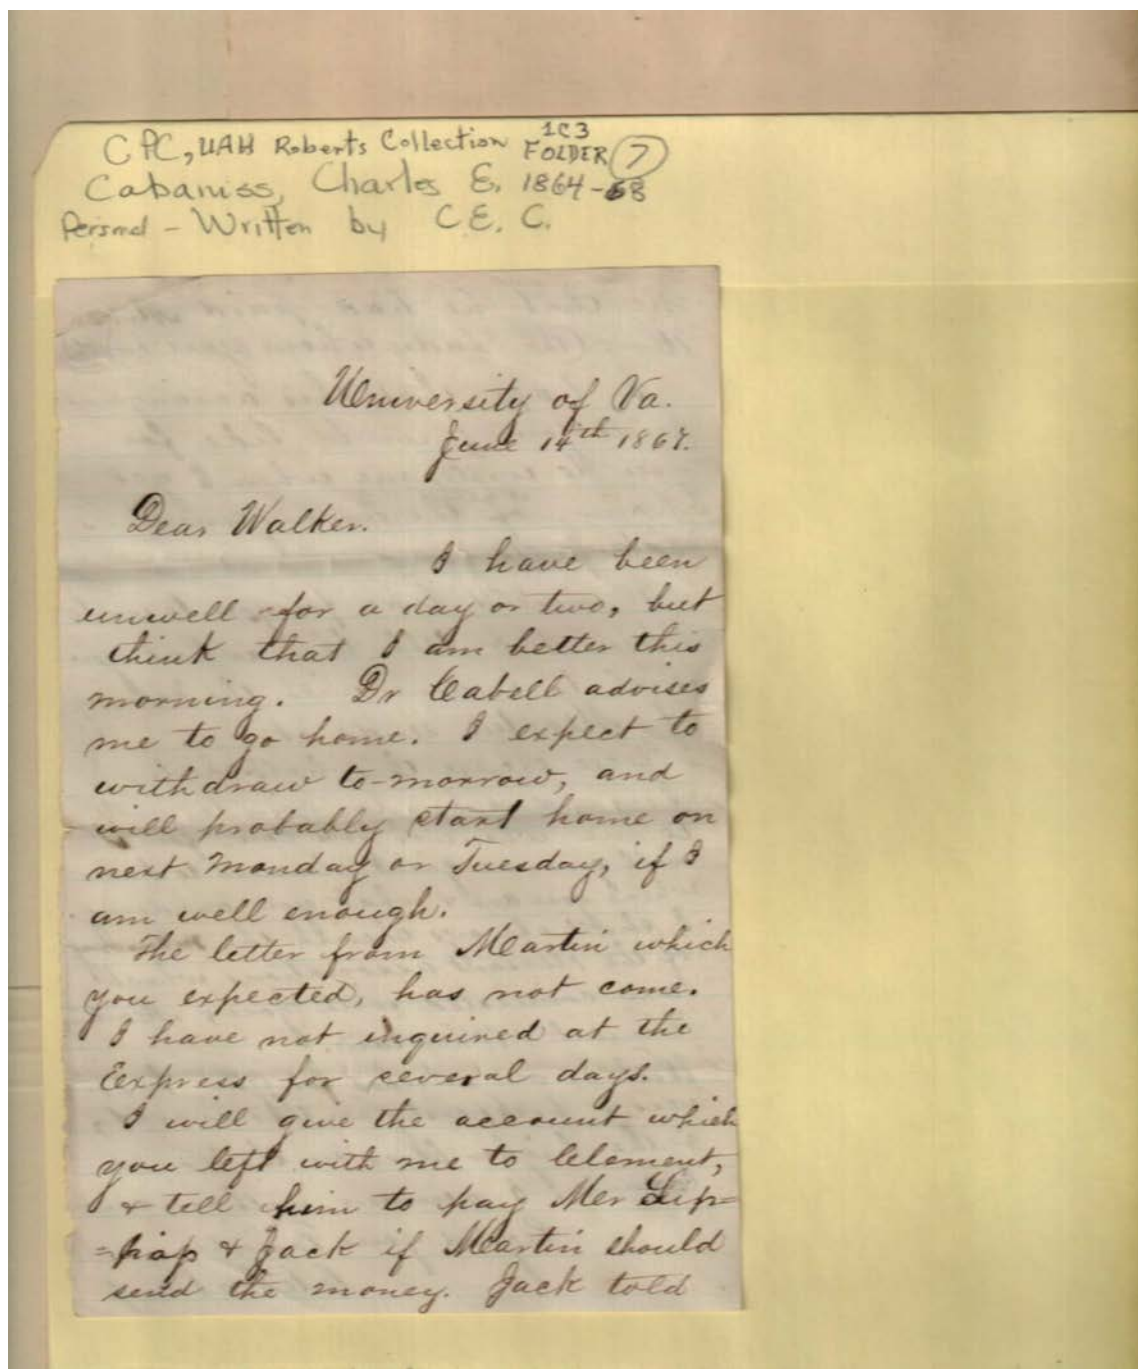 CPC, UAH Roberts Collection 1C3
FOLDER 7
Cabaniss, Charles E. 1864-68
Personal - Written by C.E.C.
University of Va.
June 14th 1867.
Dear Walker.
I have been
unwell for a day or two, but
think that I am better this
morning. Dr Cabell advises
me to go home. I expect to
withdraw to-morrow, and
will probably start home on
next Monday or Tuesday, if I
am well enough.
The letter from Martin which
you expected, has not come.
I have not inquired at the
Express for several days.
I will give the account which
you left with me to Clement,
& tell him to pay Mr Lip=
=hop & Jack if Martin should
send the money. Jack told